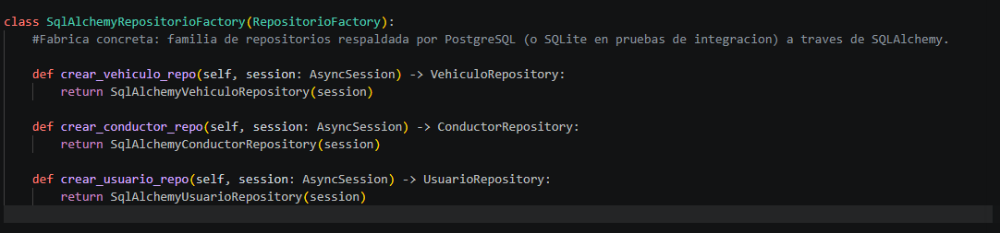 class SqlAlchemyRepositorioFactory(RepositorioFactory):
    #Fabrica concreta: familia de repositorios respaldada por PostgreSQL (o SQLite en pruebas de integracion) a traves de SQLAlchemy.
    def crear_vehiculo_repo(self, session: AsyncSession) -> VehiculoRepository:
        return SqlAlchemyVehiculoRepository(session)
    def crear_conductor_repo(self, session: AsyncSession) -> ConductorRepository:
        return SqlAlchemyConductorRepository(session)
    def crear_usuario_repo(self, session: AsyncSession) -> UsuarioRepository:
        return SqlAlchemyUsuarioRepository(session)